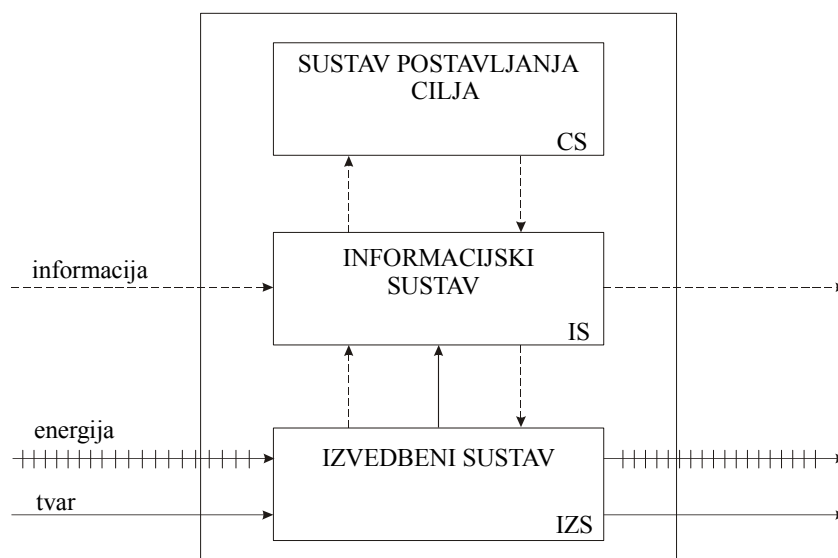 SUSTAV POSTAVLJANJA
CILJA
CS
informacija
INFORMACIJSKI
SUSTAV
IS
energija
IZVEDBENI SUSTAV
tvar
IZS